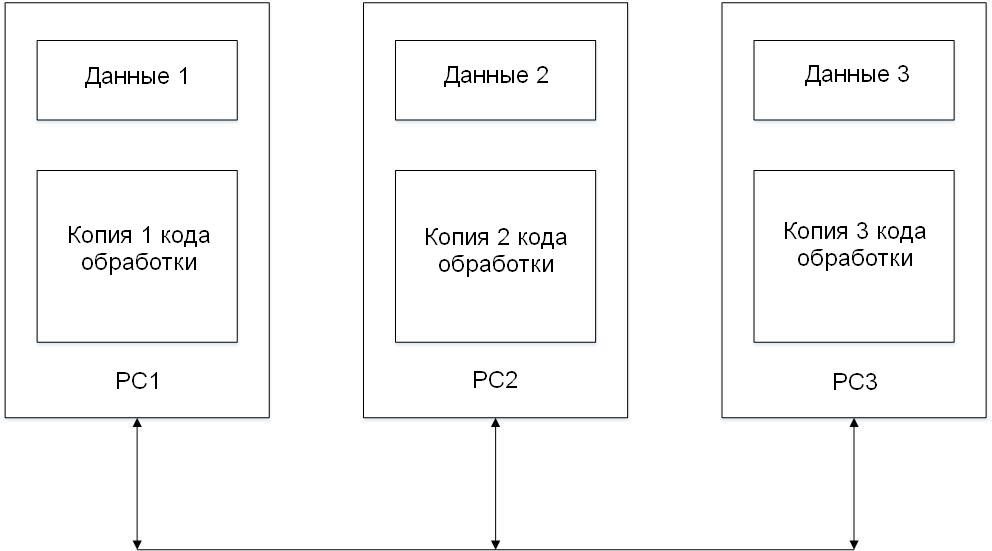 Данные 1
Данные 2
Данные 3
Копия 1 кода
обработки
Копия 2 кода
обработки
Копия 3 кода
обработки
PC1
PC2
PC3